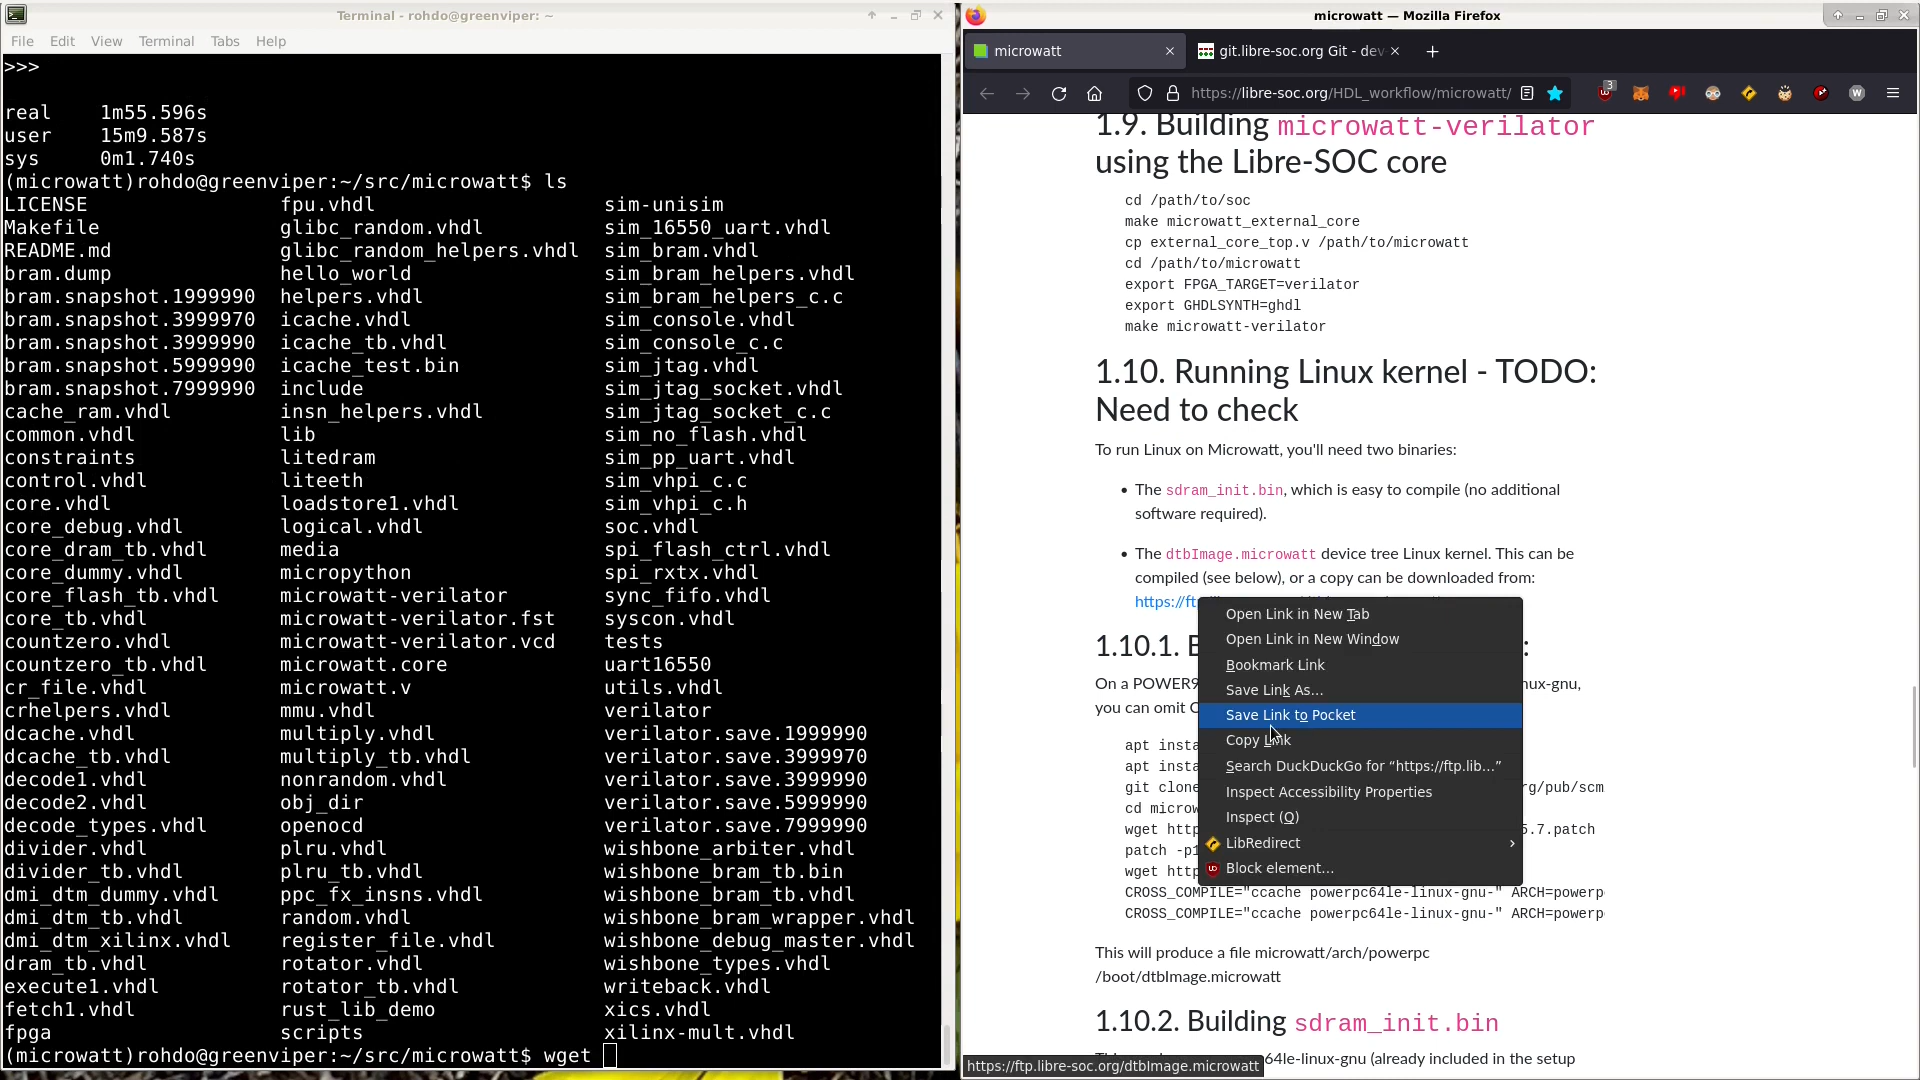 Terminal - rohdo@greenviper: ~
File Edit View Terminal Tabs Help
>>>
real 1m55.596s
user 15m9.587s
sys 0m1.740s
(microwatt)rohdo@greenviper:~/src/microwatt$ ls
LICENSE fpu.vhdl sim-unisim
Makefile glibc_random.vhdl sim_16550_uart.vhdl
README.md glibc_random_helpers.vhdl sim_bram.vhdl
bram.dump hello_world sim_bram_helpers.vhdl
bram.snapshot.1999990 helpers.vhdl sim_bram_helpers_c.c
bram.snapshot.3999970 icache.vhdl sim_console.vhdl
bram.snapshot.3999990 icache_tb.vhdl sim_console_c.c
bram.snapshot.5999990 icache_test.bin sim_jtag.vhdl
bram.snapshot.7999990 include sim_jtag_socket.vhdl
cache_ram.vhdl insn_helpers.vhdl sim_jtag_socket_c.c
common.vhdl lib sim_no_flash.vhdl
constraints litedram sim_pp_uart.vhdl
control.vhdl liteeth sim_vhpi_c.c
core.vhdl loadstore1.vhdl sim_vhpi_c.h
core_debug.vhdl logical.vhdl soc.vhdl
core_dram_tb.vhdl media spi_flash_ctrl.vhdl
core_dummy.vhdl micropython spi_rxtx.vhdl
core_flash_tb.vhdl microwatt-verilator sync_fifo.vhdl
core_tb.vhdl microwatt-verilator.fst syscon.vhdl
countzero.vhdl microwatt-verilator.vcd tests
countzero_tb.vhdl microwatt.core uart16550
cr_file.vhdl microwatt.v utils.vhdl
crhelpers.vhdl mmu.vhdl verilator
dcache.vhdl multiply.vhdl verilator.save.1999990
dcache_tb.vhdl multiply_tb.vhdl verilator.save.3999970
decode1.vhdl nonrandom.vhdl verilator.save.3999990
decode2.vhdl obj_dir verilator.save.5999990
decode_types.vhdl openocd verilator.save.7999990
divider.vhdl plru.vhdl wishbone_arbiter.vhdl
divider_tb.vhdl plru_tb.vhdl wishbone_bram_tb.bin
dmi_dtm_dummy.vhdl ppc_fx_insns.vhdl wishbone_bram_tb.vhdl
dmi_dtm_tb.vhdl random.vhdl wishbone_bram_wrapper.vhdl
dmi_dtm_xilinx.vhdl register_file.vhdl wishbone_debug_master.vhdl
dram_tb.vhdl rotator.vhdl wishbone_types.vhdl
execute1.vhdl rotator_tb.vhdl writeback.vhdl
fetch1.vhdl rust_lib_demo xics.vhdl
fpga scripts xilinx-mult.vhdl
(microwatt)rohdo@greenviper:~/src/microwatt$ wget
microwatt — Mozilla Firefox
microwatt
git.libre-soc.org Git - dev
https://libre-soc.org/HDL_workflow/microwatt/
3
1.9. Building microwatt-verilator
using the Libre-SOC core
cd /path/to/soc
make microwatt_external_core
cp external_core_top.v /path/to/microwatt
cd /path/to/microwatt
export FPGA_TARGET=verilator
export GHDLSYNTH=ghdl
make microwatt-verilator
1.10. Running Linux kernel - TODO:
Need to check
To run Linux on Microwatt, you'll need two binaries:
• The sdram_init.bin, which is easy to compile (no additional
software required).
• The dtbImage.microwatt device tree Linux kernel. This can be
compiled (see below), or a copy can be downloaded from:
https://ft
1.10.1. B :
On a POWER9 nux-gnu,
you can omit C
apt insta
apt insta
git clone rg/pub/scm
cd microw
wget http 5.7.patch
patch -p1
wget http
CROSS_COMPILE="ccache powerpc64le-linux-gnu-" ARCH=powerp
CROSS_COMPILE="ccache powerpc64le-linux-gnu-" ARCH=powerp
Open Link in New Tab
Open Link in New Window
Bookmark Link
Save Link As…
Save Link to Pocket
Copy Link
Search DuckDuckGo for “https://ftp.lib…”
Inspect Accessibility Properties
Inspect (Q)
LibRedirect
Block element…
This will produce a file microwatt/arch/powerpc
/boot/dtbImage.microwatt
1.10.2. Building sdram_init.bin
64le-linux-gnu (already included in the setup
https://ftp.libre-soc.org/dtbImage.microwatt